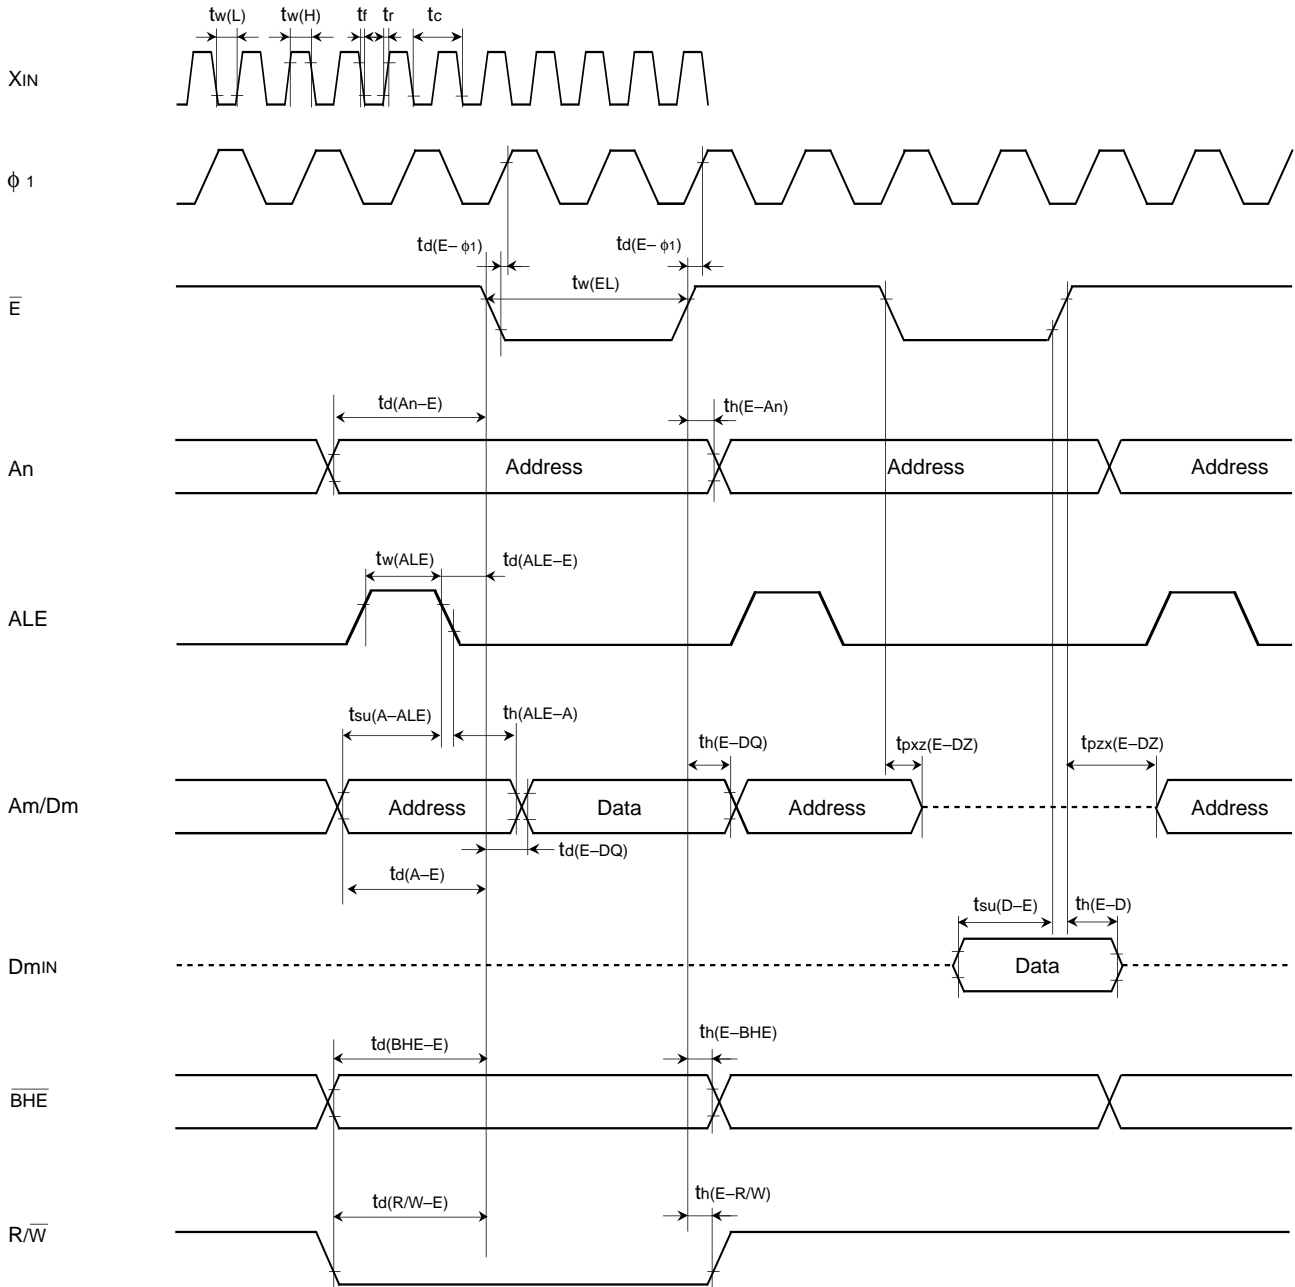 tw(L) tw(H) tf tr tc
XIN
ϕ 1
td(E– ϕ1) td(E– ϕ1)
tw(EL)
E̅
td(An–E) th(E–An)
An Address Address Address
tw(ALE) td(ALE–E)
ALE
tsu(A–ALE) th(ALE–A) th(E–DQ) tpxz(E–DZ) tpzx(E–DZ)
Am/Dm Address Data Address Address
td(E–DQ)
td(A–E)
tsu(D–E) th(E–D)
DmIN Data
td(BHE–E) th(E–BHE)
B̅H̅E̅
td(R/W–E) th(E–R/W)
R/W̅